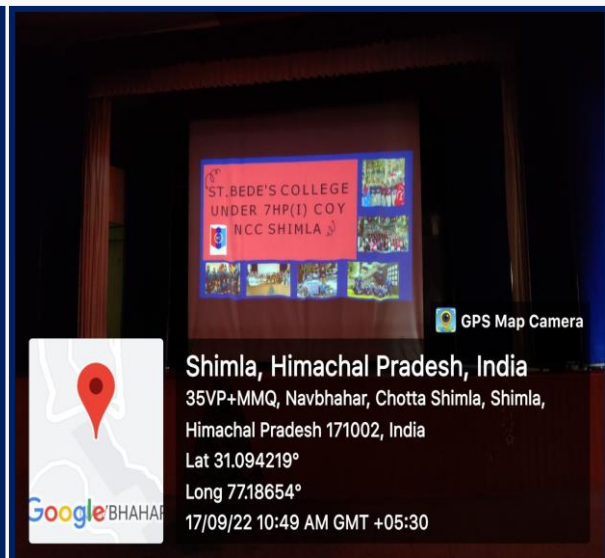 ST.BEDE'S COLLEGE
UNDER 7HP(I) COY
NCC SHIMLA
GPS Map Camera
Shimla, Himachal Pradesh, India
35VP+MMQ, Navbhahar, Chotta Shimla, Shimla,
Himachal Pradesh 171002, India
Lat 31.094219°
Long 77.18654°
17/09/22 10:49 AM GMT +05:30
Google
BHAHAR